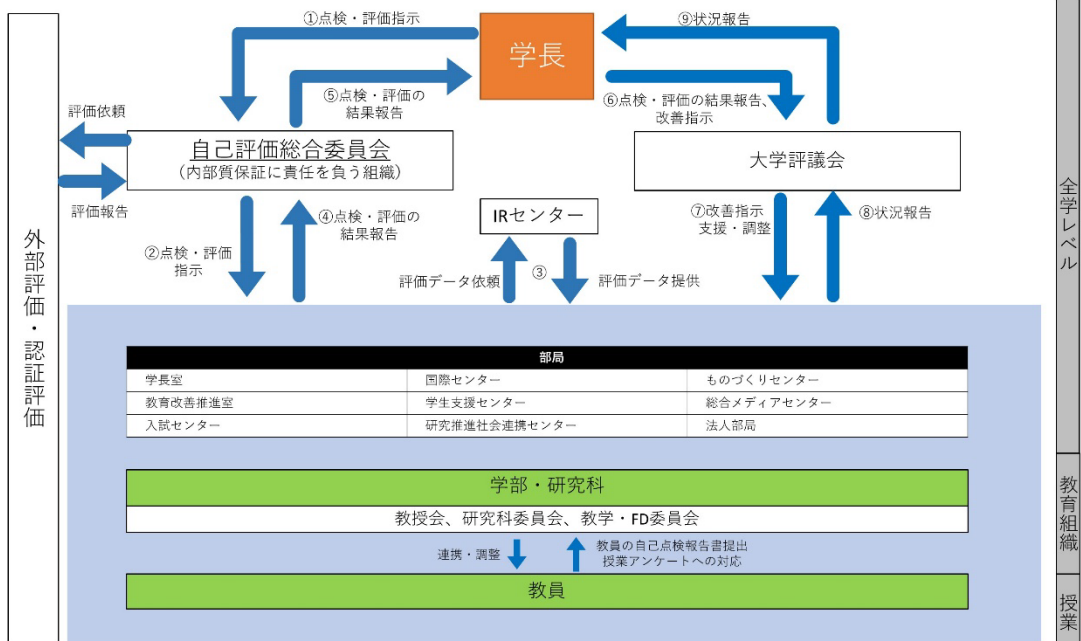 ①点検・評価指示
学長
⑨状況報告
⑤点検・評価の
結果報告
⑥点検・評価の結果報告、
改善指示
評価依頼
評価報告
自己評価総合委員会
(内部質保証に責任を負う組織)
大学評議会
IRセンター
②点検・評価
指示
④点検・評価の
結果報告
評価データ依頼
③
評価データ提供
⑦改善指示
支援・調整
⑧状況報告
外部評価・認証評価
全学レベル
部局
学長室
国際センター
ものづくりセンター
教育改善推進室
学生支援センター
総合メディアセンター
入試センター
研究推進社会連携センター
法人部局
学部・研究科
教授会、研究科委員会、教学・FD委員会
連携・調整
教員の自己点検報告書提出
授業アンケートへの対応
教員
教育組織
授業